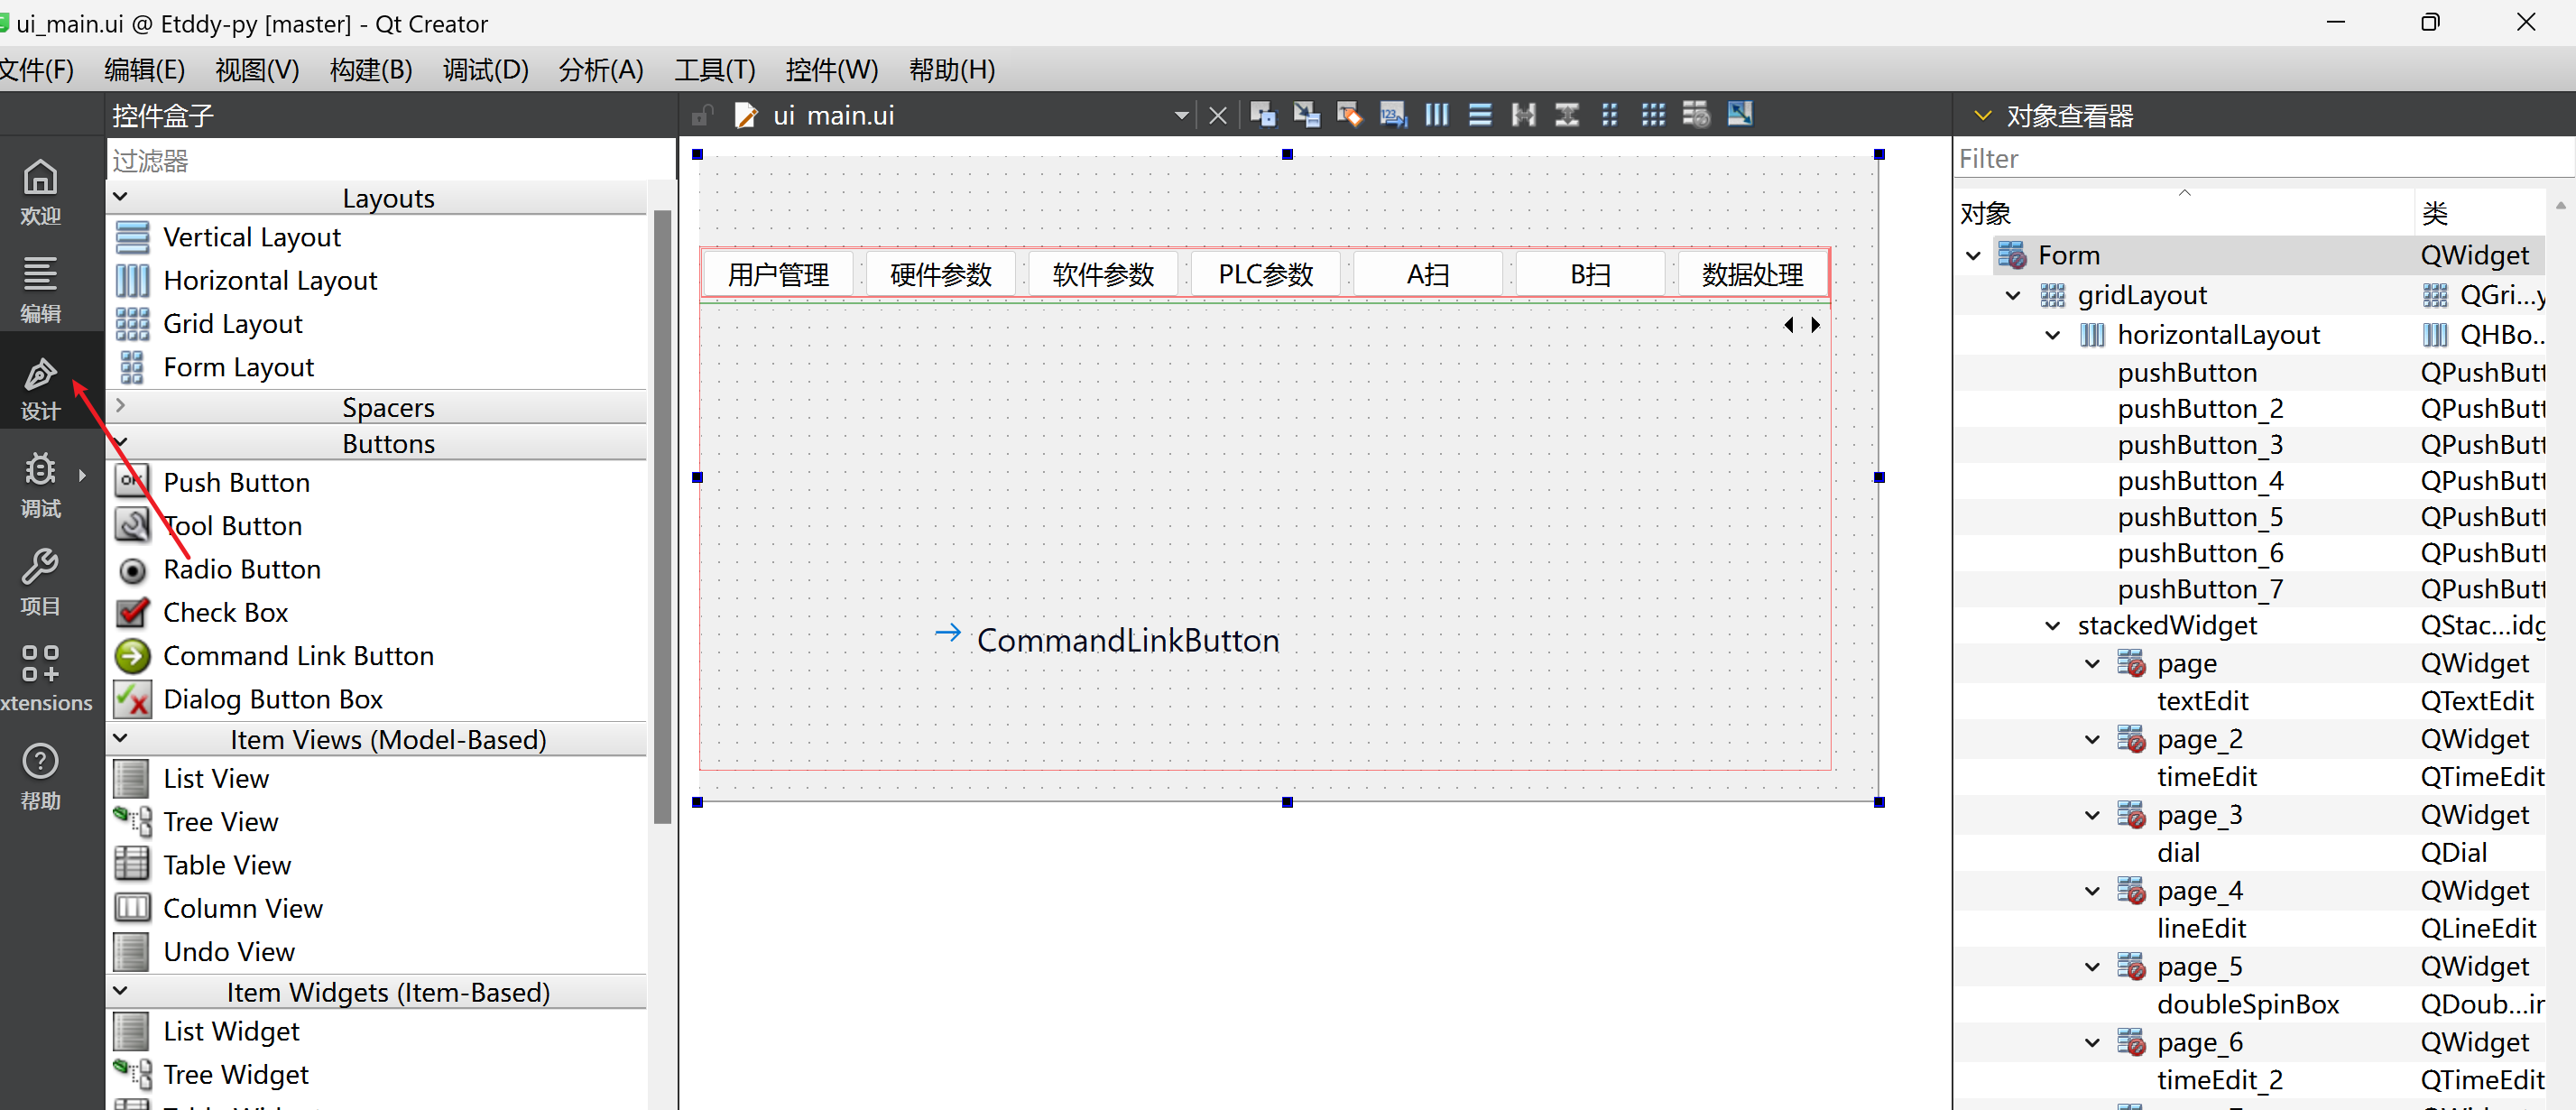 ui_main.ui @ Etddy-py [master] - Qt Creator
文件(F) 编辑(E) 视图(V) 构建(B) 调试(D) 分析(A) 工具(T) 控件(W) 帮助(H)
欢迎
编辑
设计
调试
项目
xtensions
帮助
控件盒子
过滤器
Layouts
Vertical Layout
Horizontal Layout
Grid Layout
Form Layout
Spacers
Buttons
Push Button
Tool Button
Radio Button
Check Box
Command Link Button
Dialog Button Box
Item Views (Model-Based)
List View
Tree View
Table View
Column View
Undo View
Item Widgets (Item-Based)
List Widget
Tree Widget
ui main.ui
用户管理 硬件参数 软件参数 PLC参数 A扫 B扫 数据处理
CommandLinkButton
对象查看器
Filter
对象 类
Form QWidget
gridLayout QGri...y
horizontalLayout QHBo...
pushButton QPushButt
pushButton_2 QPushButt
pushButton_3 QPushButt
pushButton_4 QPushButt
pushButton_5 QPushButt
pushButton_6 QPushButt
pushButton_7 QPushButt
stackedWidget QStac...idg
page QWidget
textEdit QTextEdit
page_2 QWidget
timeEdit QTimeEdit
page_3 QWidget
dial QDial
page_4 QWidget
lineEdit QLineEdit
page_5 QWidget
doubleSpinBox QDoub...ir
page_6 QWidget
timeEdit_2 QTimeEdit